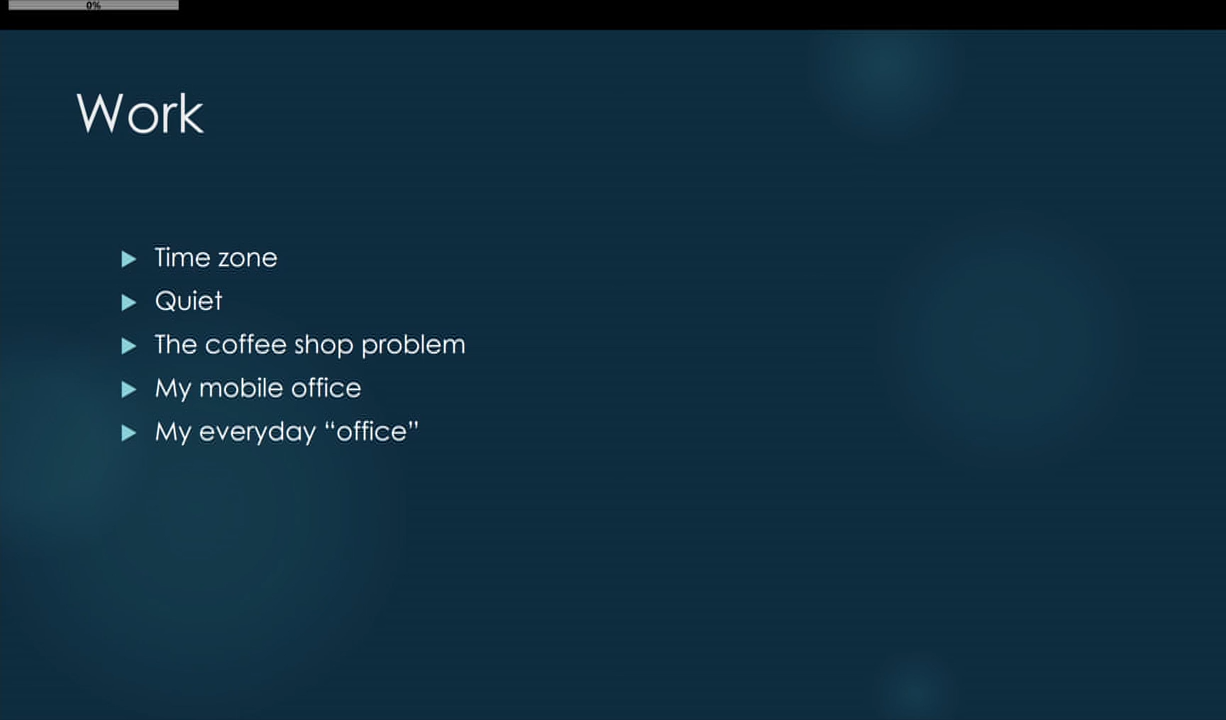 0%
Work
Time zone
Quiet
The coffee shop problem
My mobile office
My everyday “office”